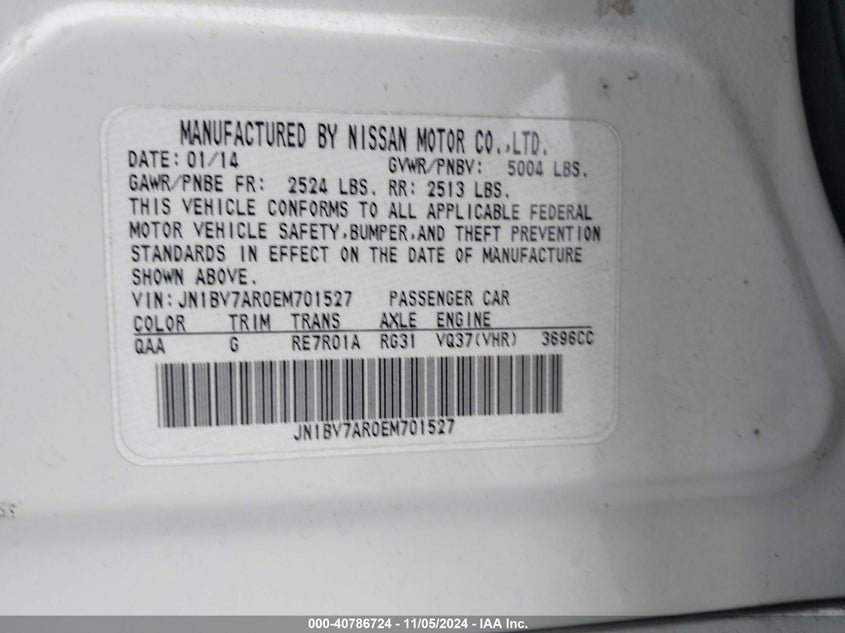 MANUFACTURED BY NISSAN MOTOR CO.,LTD.
DATE: 01/14 GVWR/PNBV: 5004 LBS.
GAWR/PNBE FR: 2524 LBS. RR: 2513 LBS.
THIS VEHICLE CONFORMS TO ALL APPLICABLE FEDERAL
MOTOR VEHICLE SAFETY,BUMPER,AND THEFT PREVENTION
STANDARDS IN EFFECT ON THE DATE OF MANUFACTURE
SHOWN ABOVE.
VIN: JN1BV7AR0EM701527 PASSENGER CAR
COLOR TRIM TRANS AXLE ENGINE
QAA G RE7R01A RG31 VQ37(VHR) 3696CC
JN1BV7AR0EM701527
000-40786724 - 11/05/2024 - IAA Inc.